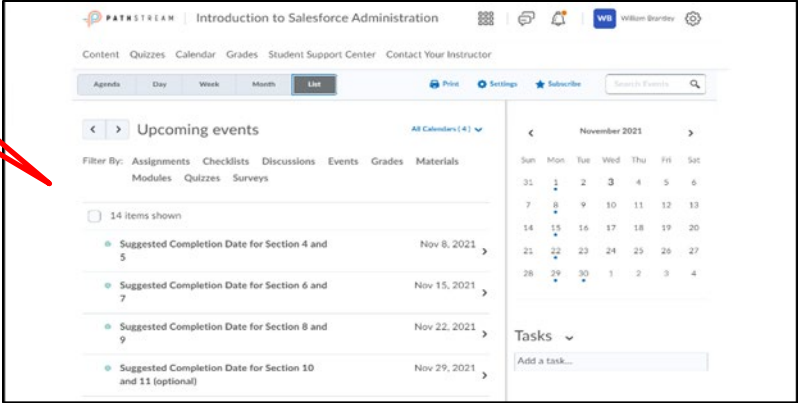 PATHSTREAM Introduction to Salesforce Administration WB William Brantley
Content Quizzes Calendar Grades Student Support Center Contact Your Instructor
Agenda Day Week Month List Print Settings Subscribe Search Events
Upcoming events All Calendars ( 4 )
Filter By: Assignments Checklists Discussions Events Grades Materials
Modules Quizzes Surveys
14 items shown
Suggested Completion Date for Section 4 and Nov 8, 2021
5
Suggested Completion Date for Section 6 and Nov 15, 2021
7
Suggested Completion Date for Section 8 and Nov 22, 2021
9
Suggested Completion Date for Section 10 Nov 29, 2021
and 11 (optional)
November 2021
Sun Mon Tue Wed Thu Fri Sat
31 1 2 3 4 5 6
7 8 9 10 11 12 13
14 15 16 17 18 19 20
21 22 23 24 25 26 27
28 29 30 1 2 3 4
Tasks
Add a task...